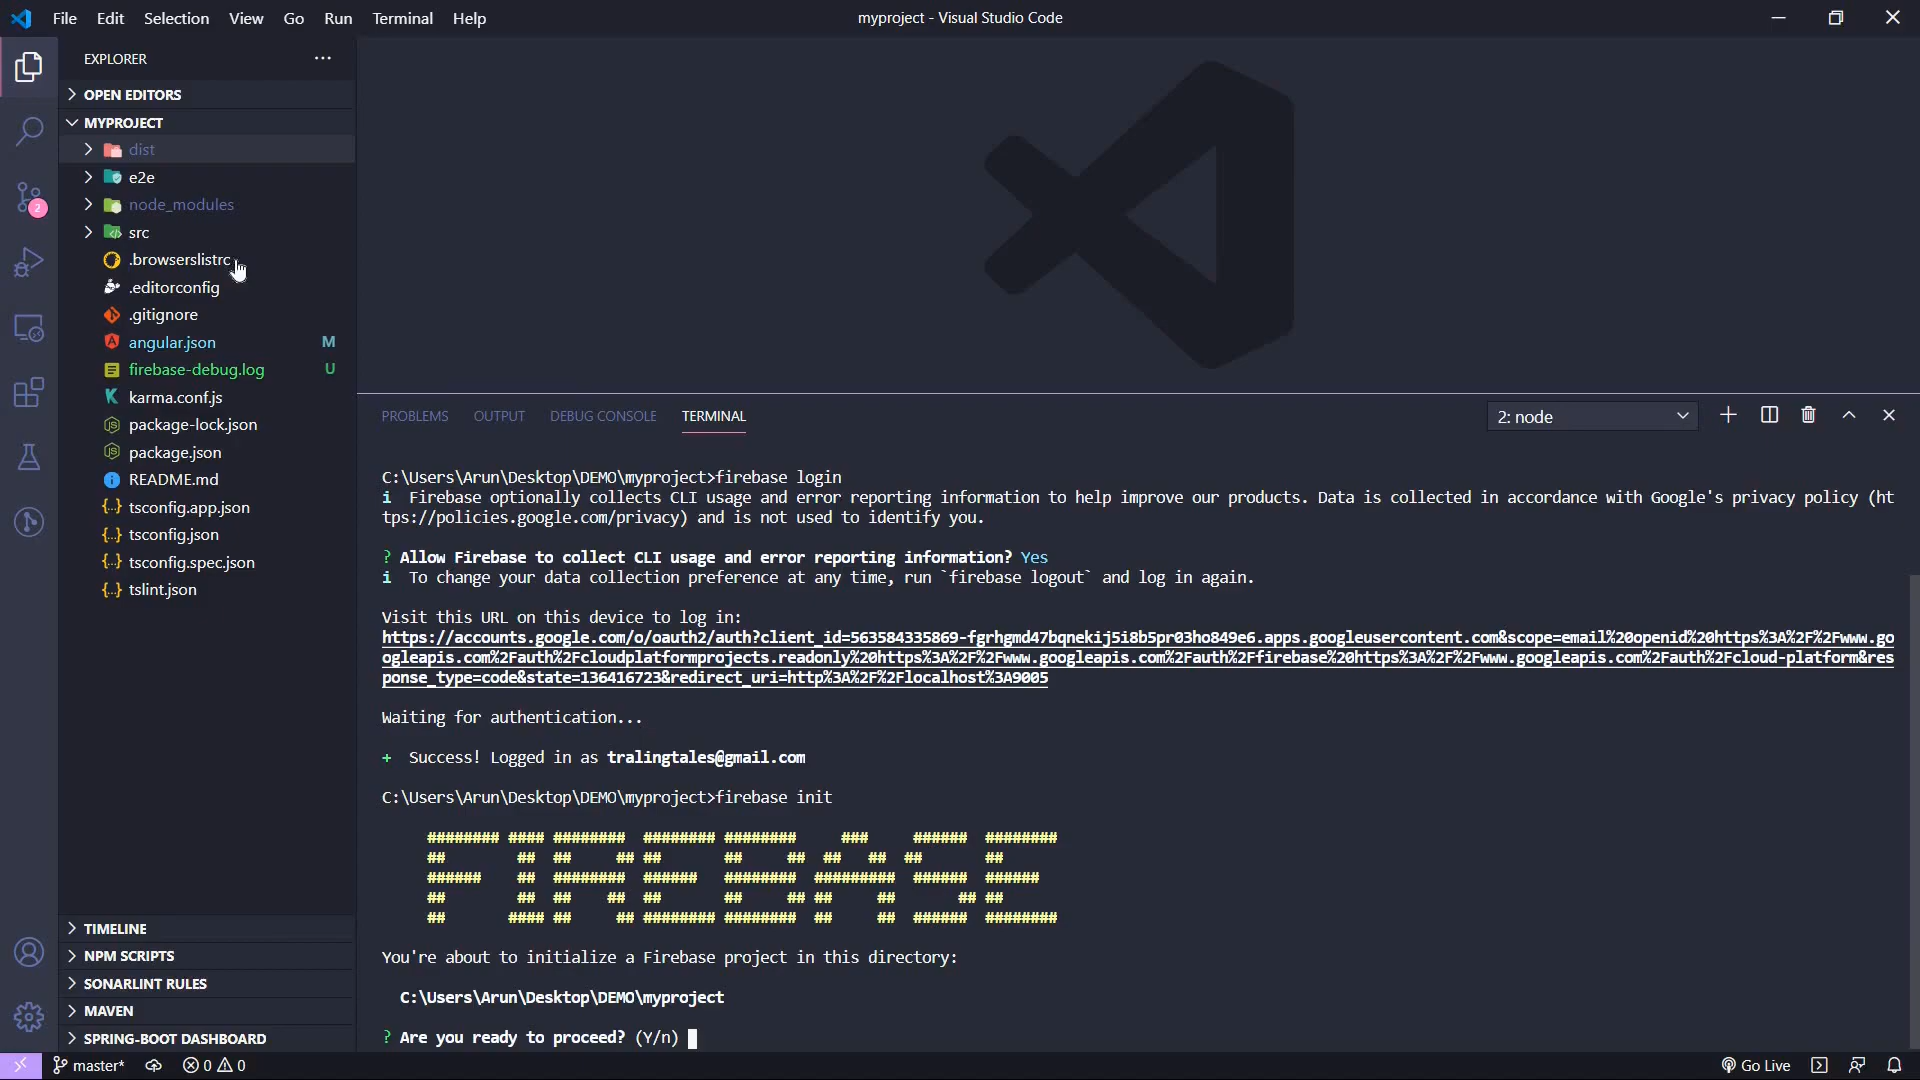 File Edit Selection View Go Run Terminal Help
myproject - Visual Studio Code
EXPLORER
OPEN EDITORS
MYPROJECT
dist
e2e
node_modules
src
.browserslistrc
.editorconfig
.gitignore
angular.json M
firebase-debug.log U
karma.conf.js
package-lock.json
package.json
README.md
tsconfig.app.json
tsconfig.json
tsconfig.spec.json
tslint.json
TIMELINE
NPM SCRIPTS
SONARLINT RULES
MAVEN
SPRING-BOOT DASHBOARD
2
PROBLEMS OUTPUT DEBUG CONSOLE TERMINAL
2: node
C:\Users\Arun\Desktop\DEMO\myproject>firebase login
i Firebase optionally collects CLI usage and error reporting information to help improve our products. Data is collected in accordance with Google's privacy policy (ht
tps://policies.google.com/privacy) and is not used to identify you.
? Allow Firebase to collect CLI usage and error reporting information? Yes
i To change your data collection preference at any time, run `firebase logout` and log in again.
Visit this URL on this device to log in:
https://accounts.google.com/o/oauth2/auth?client_id=563584335869-fgrhgmd47bqnekij5i8b5pr03ho849e6.apps.googleusercontent.com&scope=email%20openid%20https%3A%2F%2Fwww.go
ogleapis.com%2Fauth%2Fcloudplatformprojects.readonly%20https%3A%2F%2Fwww.googleapis.com%2Fauth%2Ffirebase%20https%3A%2F%2Fwww.googleapis.com%2Fauth%2Fcloud-platform&res
ponse_type=code&state=136416723&redirect_uri=http%3A%2F%2Flocalhost%3A9005
Waiting for authentication...
+ Success! Logged in as tralingtales@gmail.com
C:\Users\Arun\Desktop\DEMO\myproject>firebase init
FIREBASE
You're about to initialize a Firebase project in this directory:
C:\Users\Arun\Desktop\DEMO\myproject
? Are you ready to proceed? (Y/n)
master* 0 0
Go Live